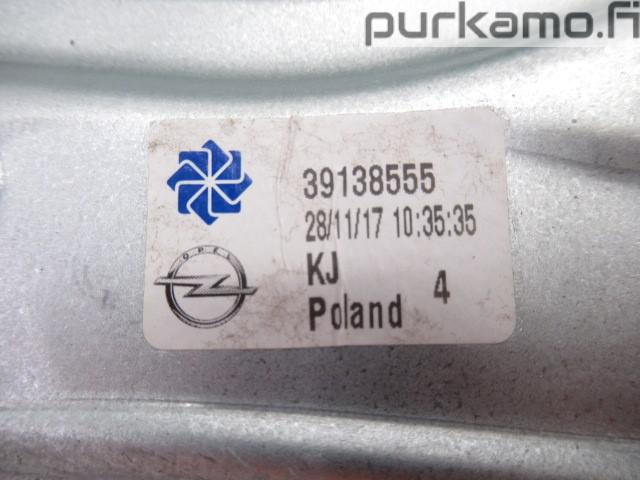 purkamo.fi
39138555
28/11/17 10:35:35
KJ
4
Poland
OPEL